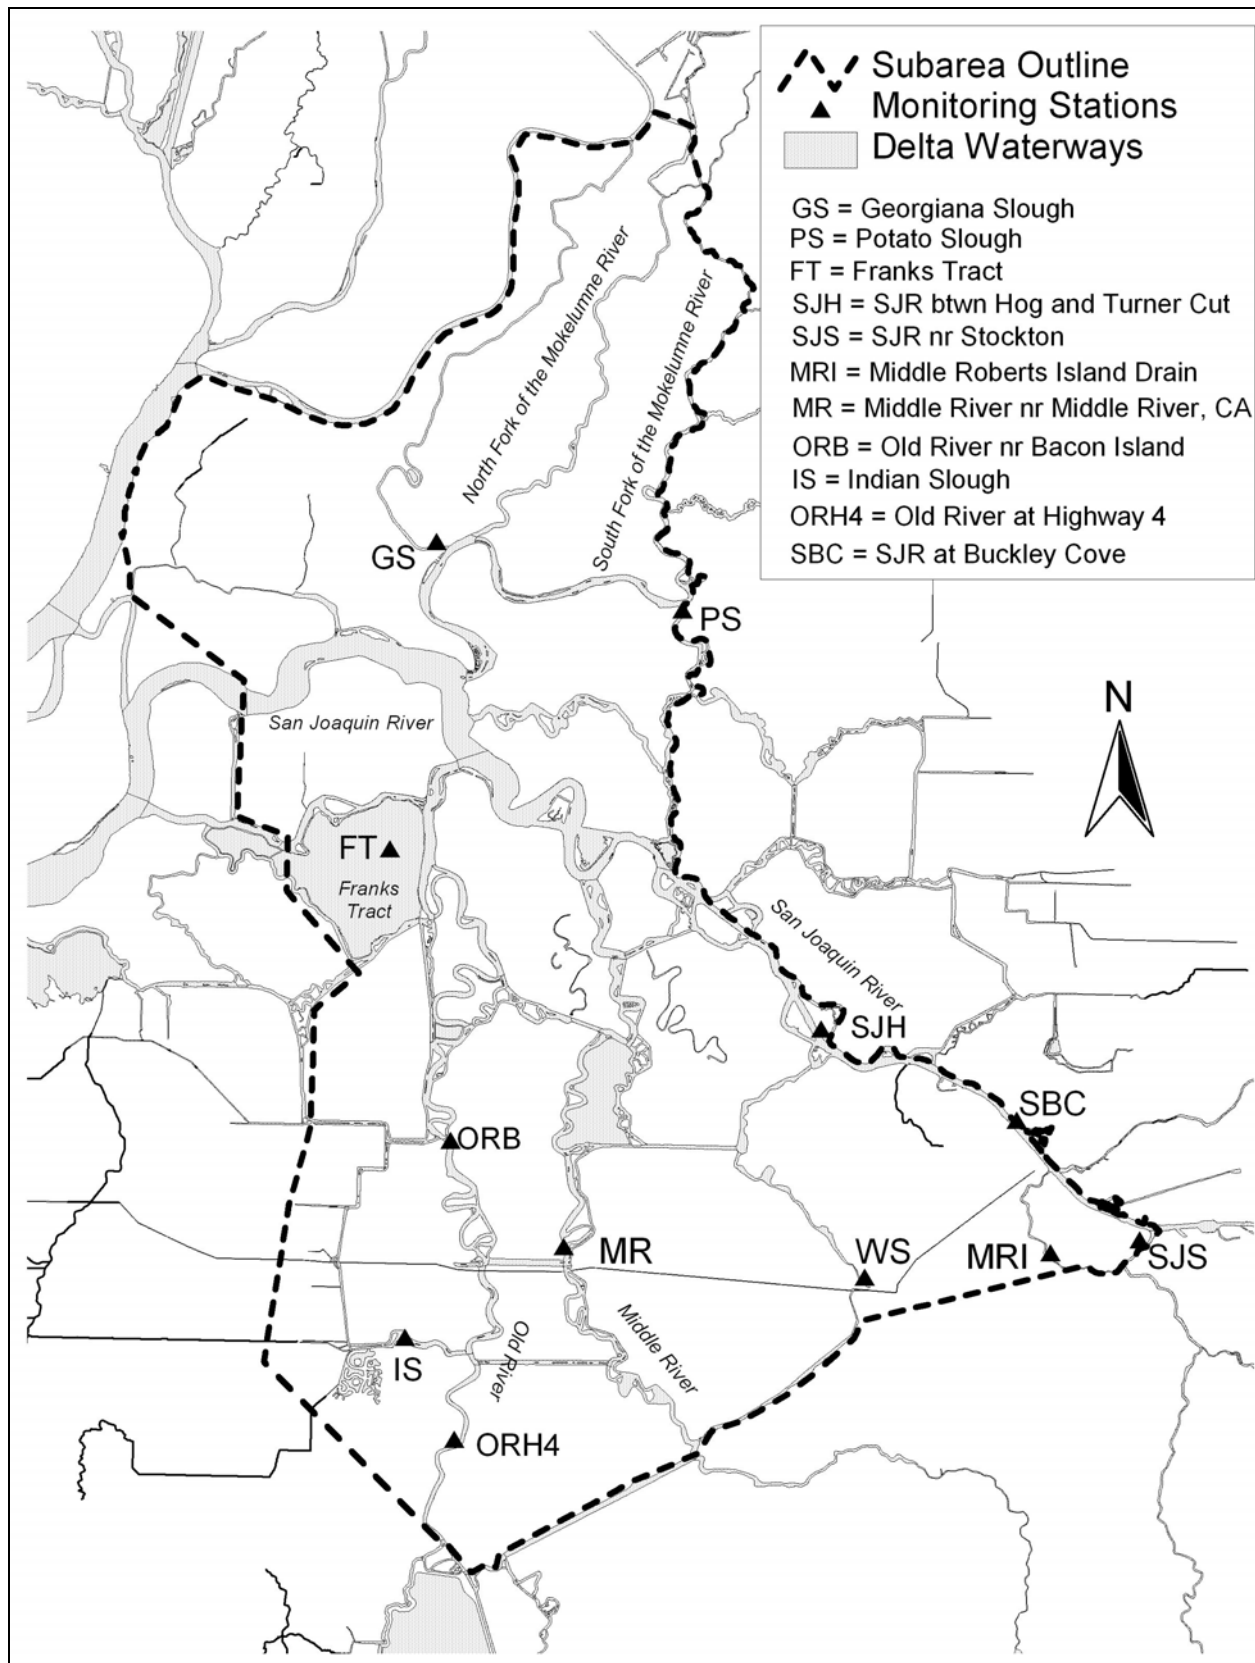 Subarea Outline
Monitoring Stations
Delta Waterways
GS = Georgiana Slough
PS = Potato Slough
FT = Franks Tract
SJH = SJR btwn Hog and Turner Cut
SJS = SJR nr Stockton
MRI = Middle Roberts Island Drain
MR = Middle River nr Middle River, CA
ORB = Old River nr Bacon Island
IS = Indian Slough
ORH4 = Old River at Highway 4
SBC = SJR at Buckley Cove
North Fork of the Mokelumne River
South Fork of the Mokelumne River
GS
PS
N
San Joaquin River
FT
Franks
Tract
San Joaquin River
SJH
SBC
ORB
MR
WS
MRI
SJS
IS
Old River
Middle River
ORH4